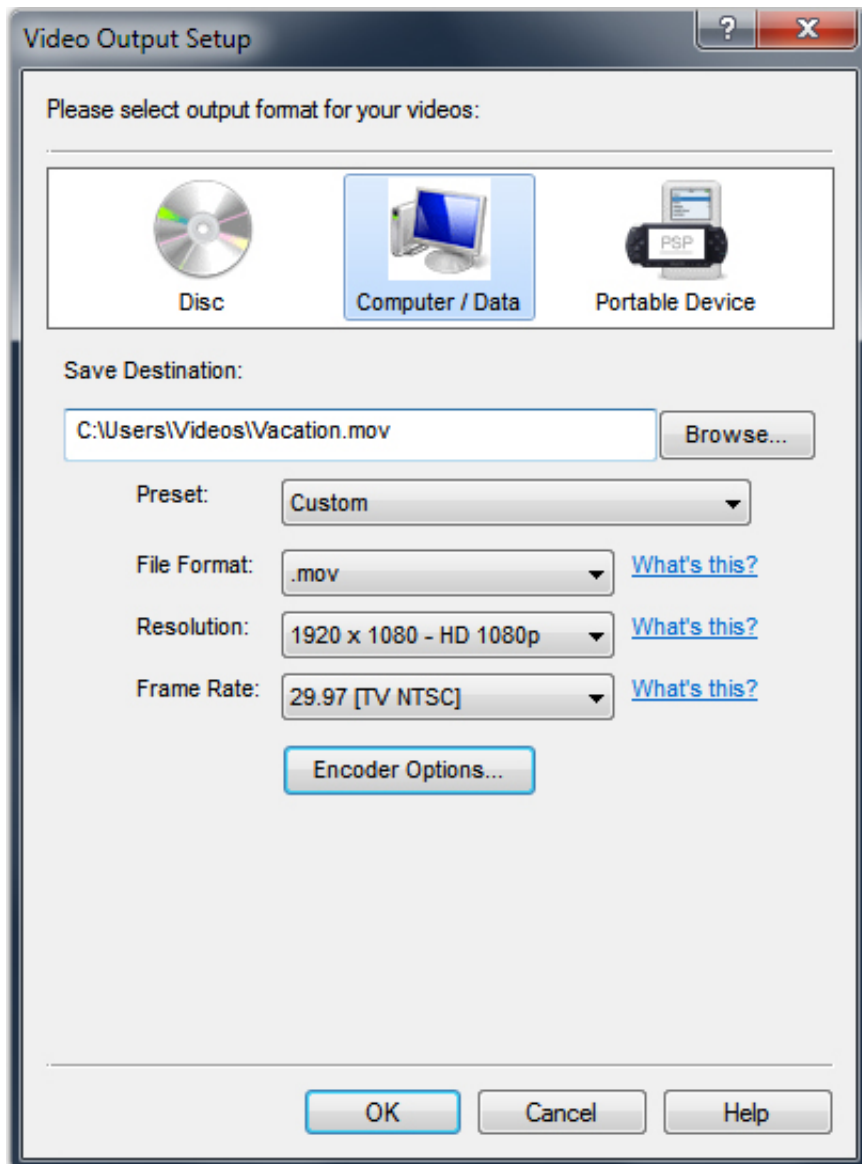 Video Output Setup
?
X
Please select output format for your videos:
PSP
Disc Computer / Data Portable Device
Save Destination:
C:\Users\Videos\Vacation.mov Browse...
Preset: Custom
File Format: .mov What's this?
Resolution: 1920 x 1080 - HD 1080p What's this?
Frame Rate: 29.97 [TV NTSC] What's this?
Encoder Options...
OK Cancel Help